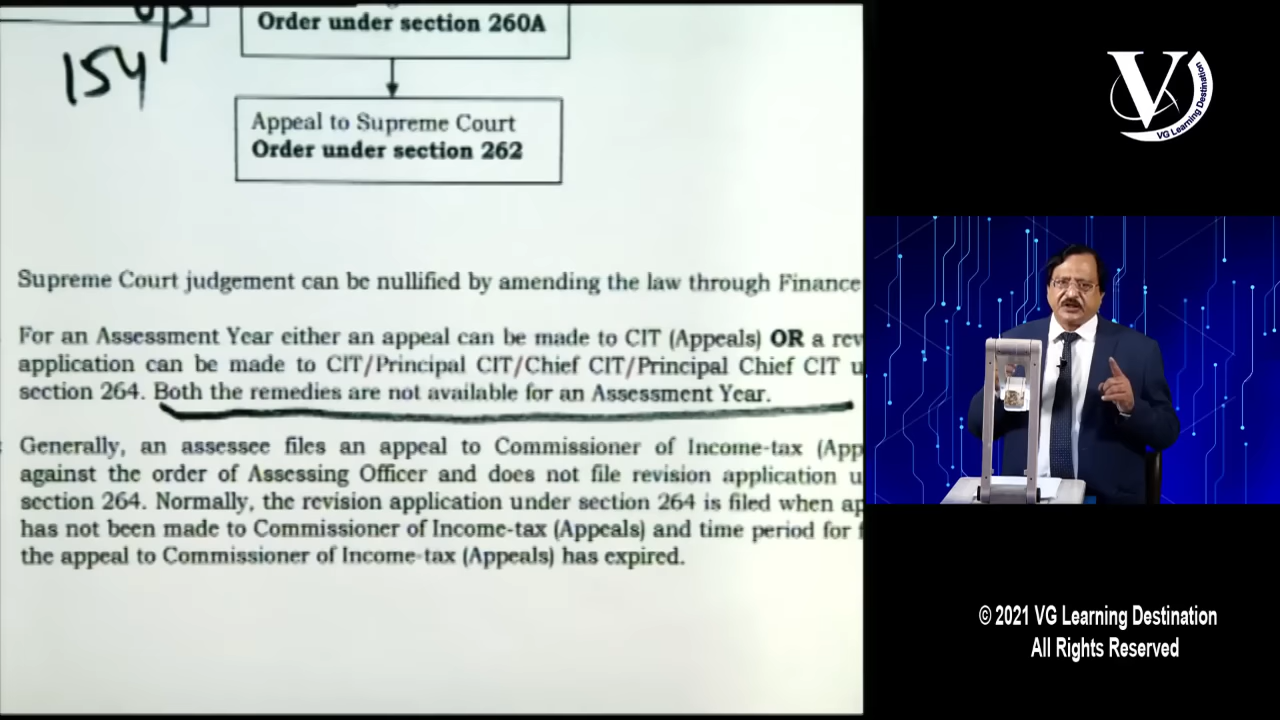 154
Order under section 260A
Appeal to Supreme Court
Order under section 262
Supreme Court judgement can be nullified by amending the law through Finance
For an Assessment Year either an appeal can be made to CIT (Appeals) OR a rev
application can be made to CIT/Principal CIT/Chief CIT/Principal Chief CIT u
section 264. Both the remedies are not available for an Assessment Year.
Generally, an assessee files an appeal to Commissioner of Income-tax (App
against the order of Assessing Officer and does not file revision application u
section 264. Normally, the revision application under section 264 is filed when ap
has not been made to Commissioner of Income-tax (Appeals) and time period for f
the appeal to Commissioner of Income-tax (Appeals) has expired.
V
VG Learning Destination
© 2021 VG Learning Destination
All Rights Reserved